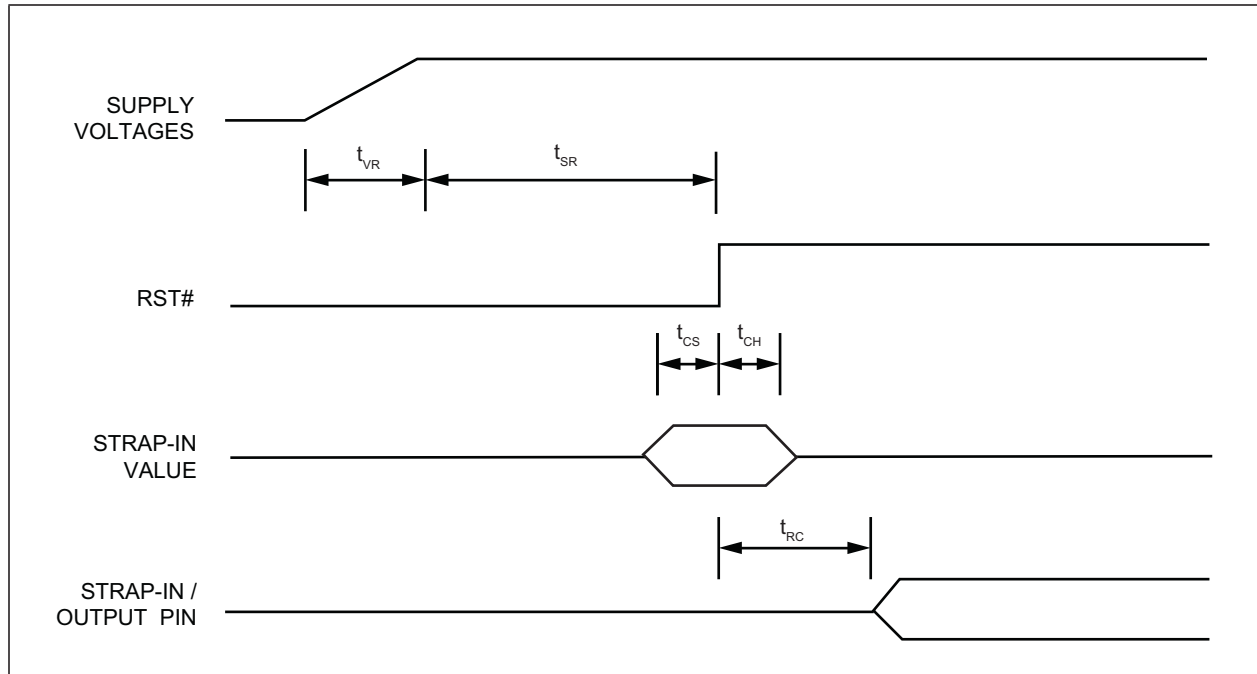 SUPPLY
VOLTAGES
tVR
tSR
RST#
tCS
tCH
STRAP-IN
VALUE
tRC
STRAP-IN /
OUTPUT PIN